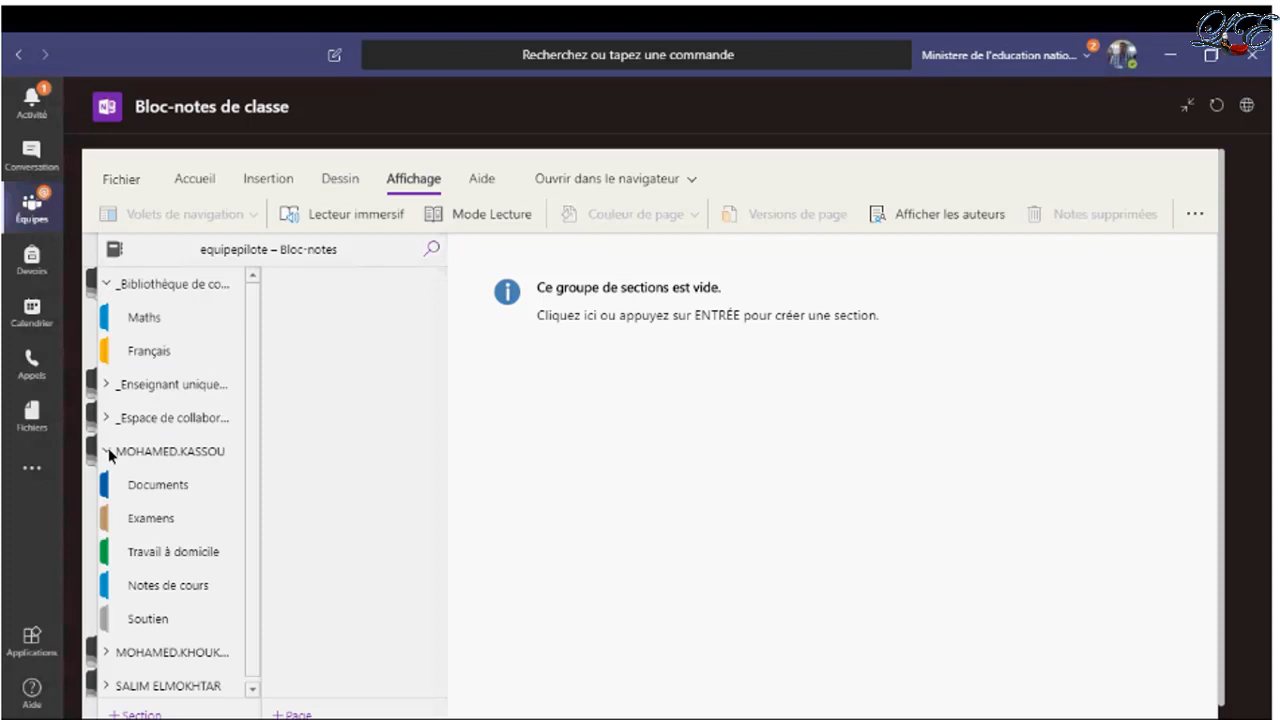 Recherchez ou tapez une commande
Ministere de l'education natio...
2
1
Activité
Conversation
@
Équipes
Devoirs
Calendrier
Appels
Fichiers
...
Applications
Aide
Bloc-notes de classe
Fichier Accueil Insertion Dessin Affichage Aide Ouvrir dans le navigateur
Volets de navigation Lecteur immersif Mode Lecture Couleur de page Versions de page Afficher les auteurs Notes supprimées ...
equipepilote – Bloc-notes
_Bibliothèque de co...
Maths
Français
_Enseignant unique...
_Espace de collabor...
MOHAMED.KASSOU
Documents
Examens
Travail à domicile
Notes de cours
Soutien
MOHAMED.KHOUK...
SALIM ELMOKHTAR
+ Section + Page
Ce groupe de sections est vide.
Cliquez ici ou appuyez sur ENTRÉE pour créer une section.